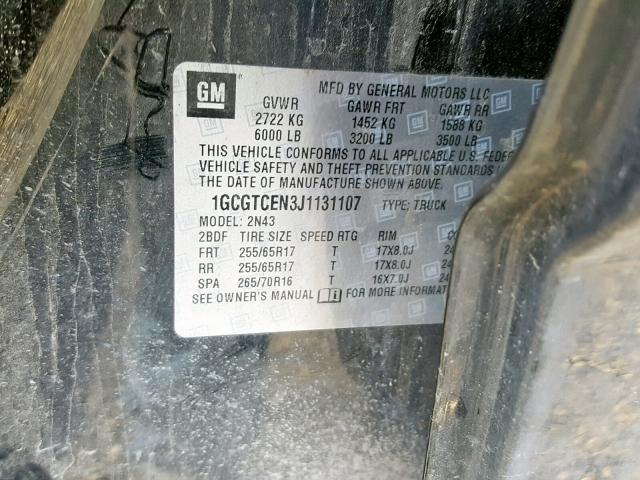 GM
MFD BY GENERAL MOTORS LLC
GVWR GAWR FRT GAWR RR
2722 KG 1452 KG 1588 KG
6000 LB 3200 LB 3500 LB
THIS VEHICLE CONFORMS TO ALL APPLICABLE U.S. FEDER
VEHICLE SAFETY AND THEFT PREVENTION STANDARDS
THE DATE OF MANUFACTURE SHOWN ABOVE.
1GCGTCEN3J1131107 TYPE: TRUCK
MODEL: 2N43
2BDF TIRE SIZE SPEED RTG RIM
FRT 255/65R17 T 17X8.0J 24
RR 255/65R17 T 17X8.0J 24
SPA 265/70R16 T 16X7.0J 24
SEE OWNER'S MANUAL FOR MORE INFORMAT